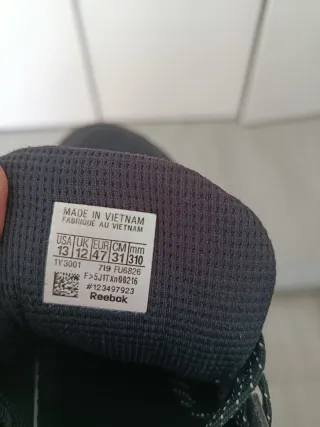 MADE IN VIETNAM
FABRIQUÉ AU VIETNAM
USA UK EUR CM mm
13 12 47 31 310
1Y3001 719 FU6826
F>5J1TXn00216
#123497923
Reebok